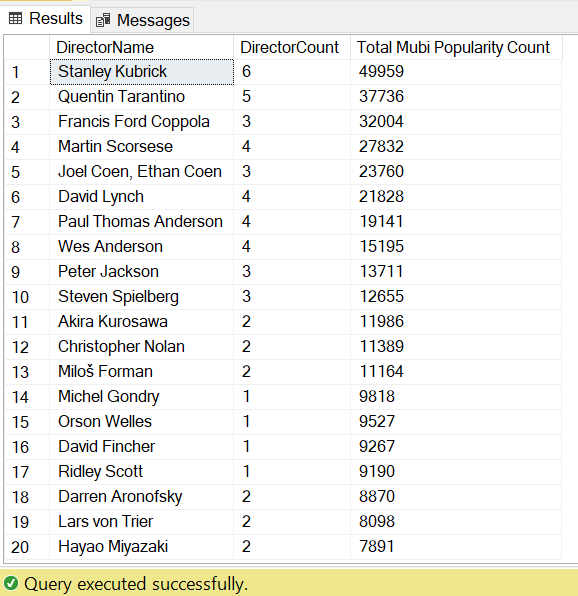 Results Messages
DirectorName DirectorCount Total Mubi Popularity Count
1 Stanley Kubrick 6 49959
2 Quentin Tarantino 5 37736
3 Francis Ford Coppola 3 32004
4 Martin Scorsese 4 27832
5 Joel Coen, Ethan Coen 3 23760
6 David Lynch 4 21828
7 Paul Thomas Anderson 4 19141
8 Wes Anderson 4 15195
9 Peter Jackson 3 13711
10 Steven Spielberg 3 12655
11 Akira Kurosawa 2 11986
12 Christopher Nolan 2 11389
13 Miloš Forman 2 11164
14 Michel Gondry 1 9818
15 Orson Welles 1 9527
16 David Fincher 1 9267
17 Ridley Scott 1 9190
18 Darren Aronofsky 2 8870
19 Lars von Trier 2 8098
20 Hayao Miyazaki 2 7891
Query executed successfully.